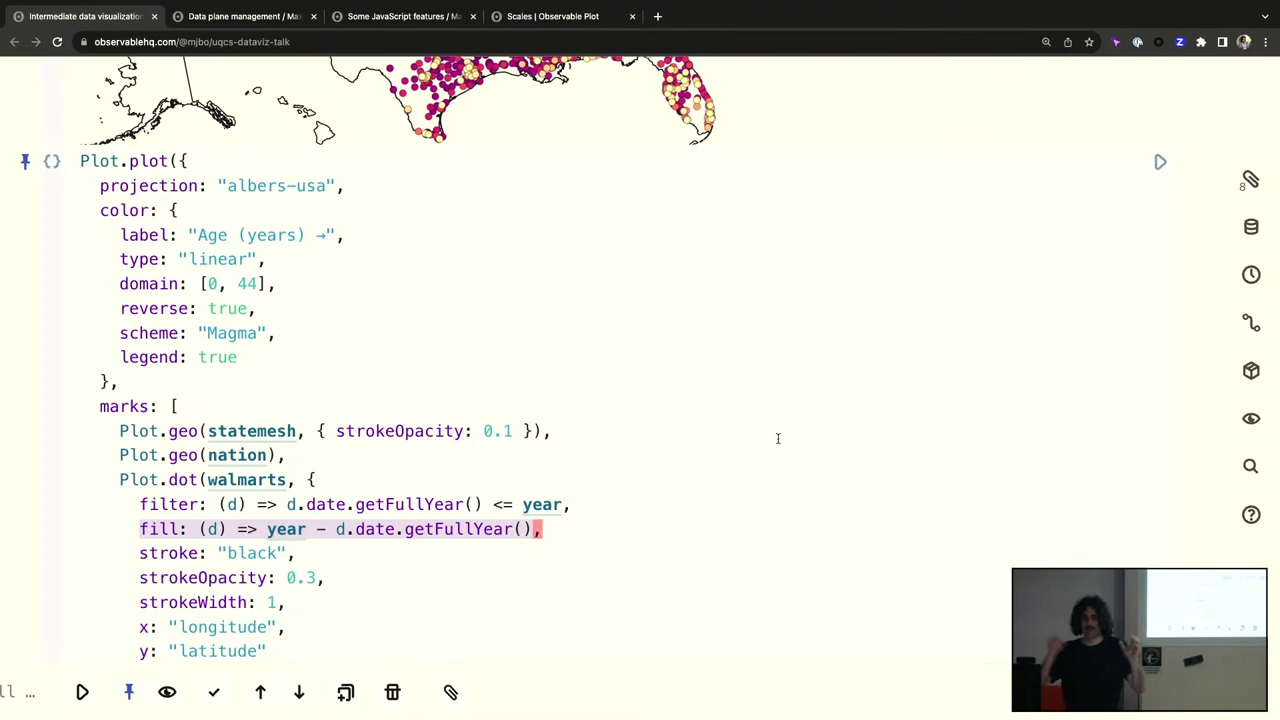 Intermediate data visualizatio
Data plane management / Ma
Some JavaScript features / M
Scales | Observable Plot
observablehq.com/@mjbo/uqcs-dataviz-talk
Plot.plot({
projection: "albers-usa",
color: {
label: "Age (years) →",
type: "linear",
domain: [0, 44],
reverse: true,
scheme: "Magma",
legend: true
},
marks: [
Plot.geo(statemesh, { strokeOpacity: 0.1 }),
Plot.geo(nation),
Plot.dot(walmarts, {
filter: (d) => d.date.getFullYear() <= year,
fill: (d) => year - d.date.getFullYear(),
stroke: "black",
strokeOpacity: 0.3,
strokeWidth: 1,
x: "longitude",
y: "latitude"
8
ll …